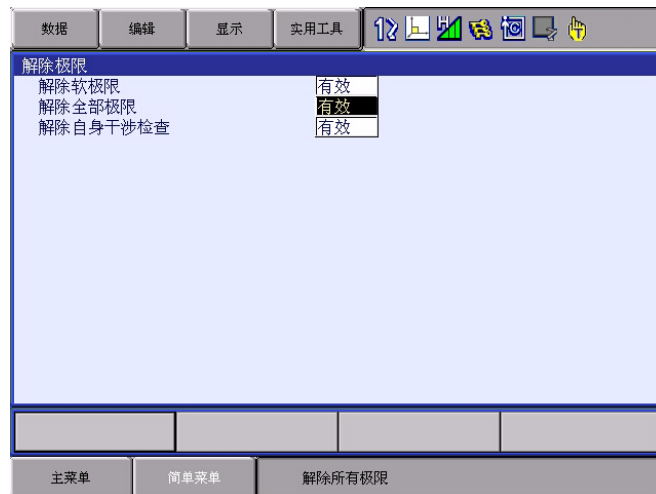 数据 编辑 显示 实用工具
解除极限
解除软极限 有效
解除全部极限 有效
解除自身干涉检查 有效
主菜单 简单菜单 解除所有极限